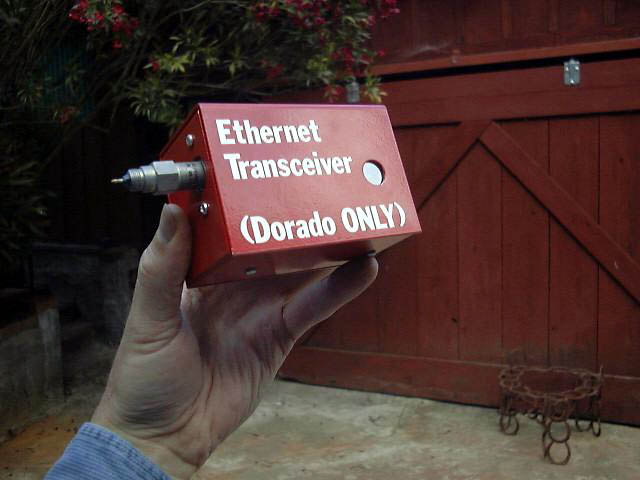 Ethernet
Transceiver
(Dorado ONLY)